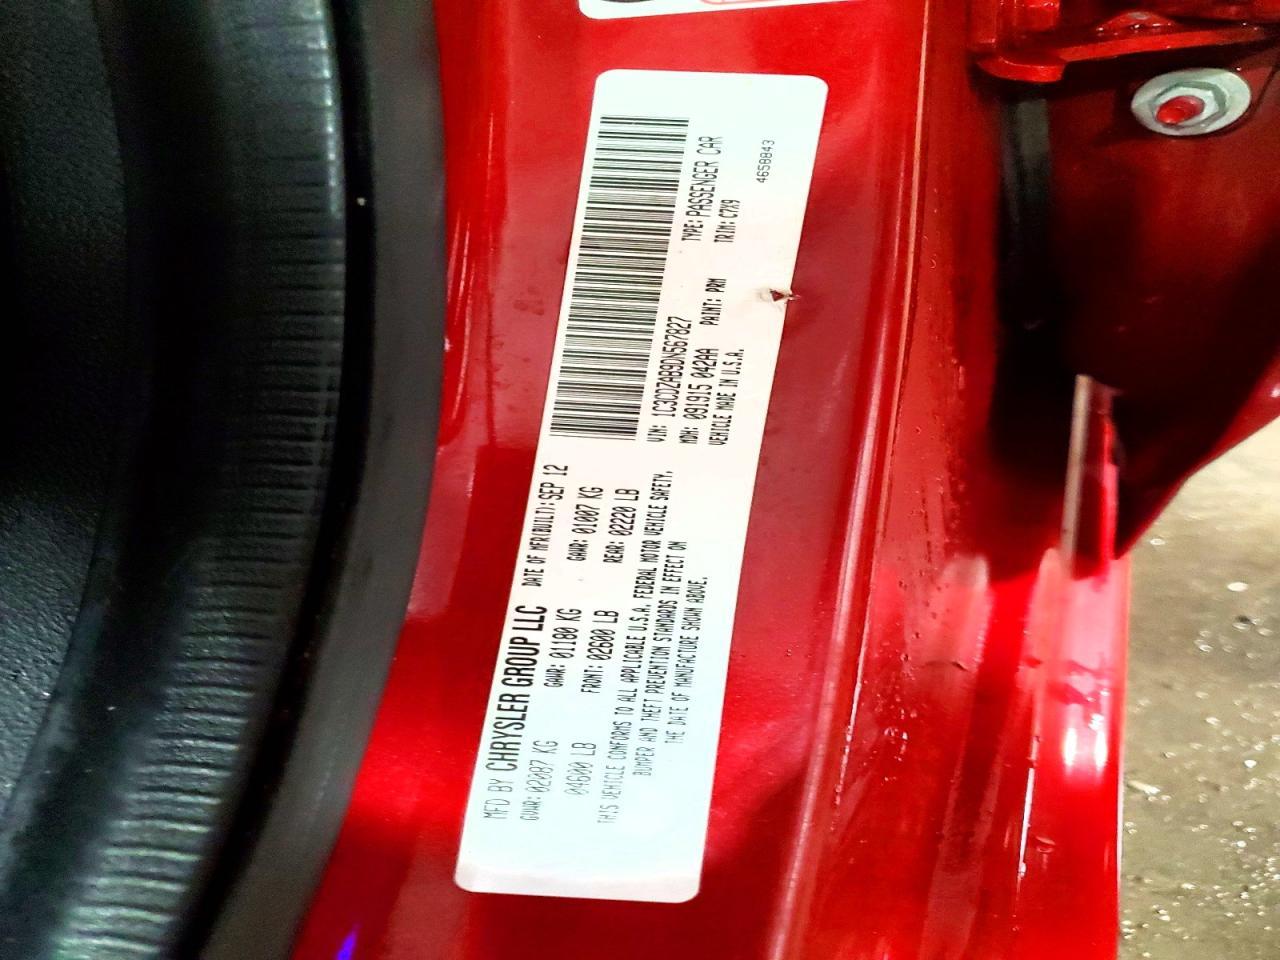 MFD BY CHRYSLER GROUP LLC DATE OF MFR(BUILT): SEP 12
GVWR: 02087 KG GAWR: 01180 KG GAWR: 01007 KG
04600 LB FRONT: 02600 LB REAR: 02220 LB
THIS VEHICLE CONFORMS TO ALL APPLICABLE U.S.A. FEDERAL MOTOR VEHICLE SAFETY,
BUMPER AND THEFT PREVENTION STANDARDS IN EFFECT ON
THE DATE OF MANUFACTURE SHOWN ABOVE.
VIN: 1C3CDZAB9DN567827 TYPE: PASSENGER CAR
MDH: 091915 042AA PAINT: PRM TRIM: C7X9
VEHICLE MADE IN U.S.A.
4658843